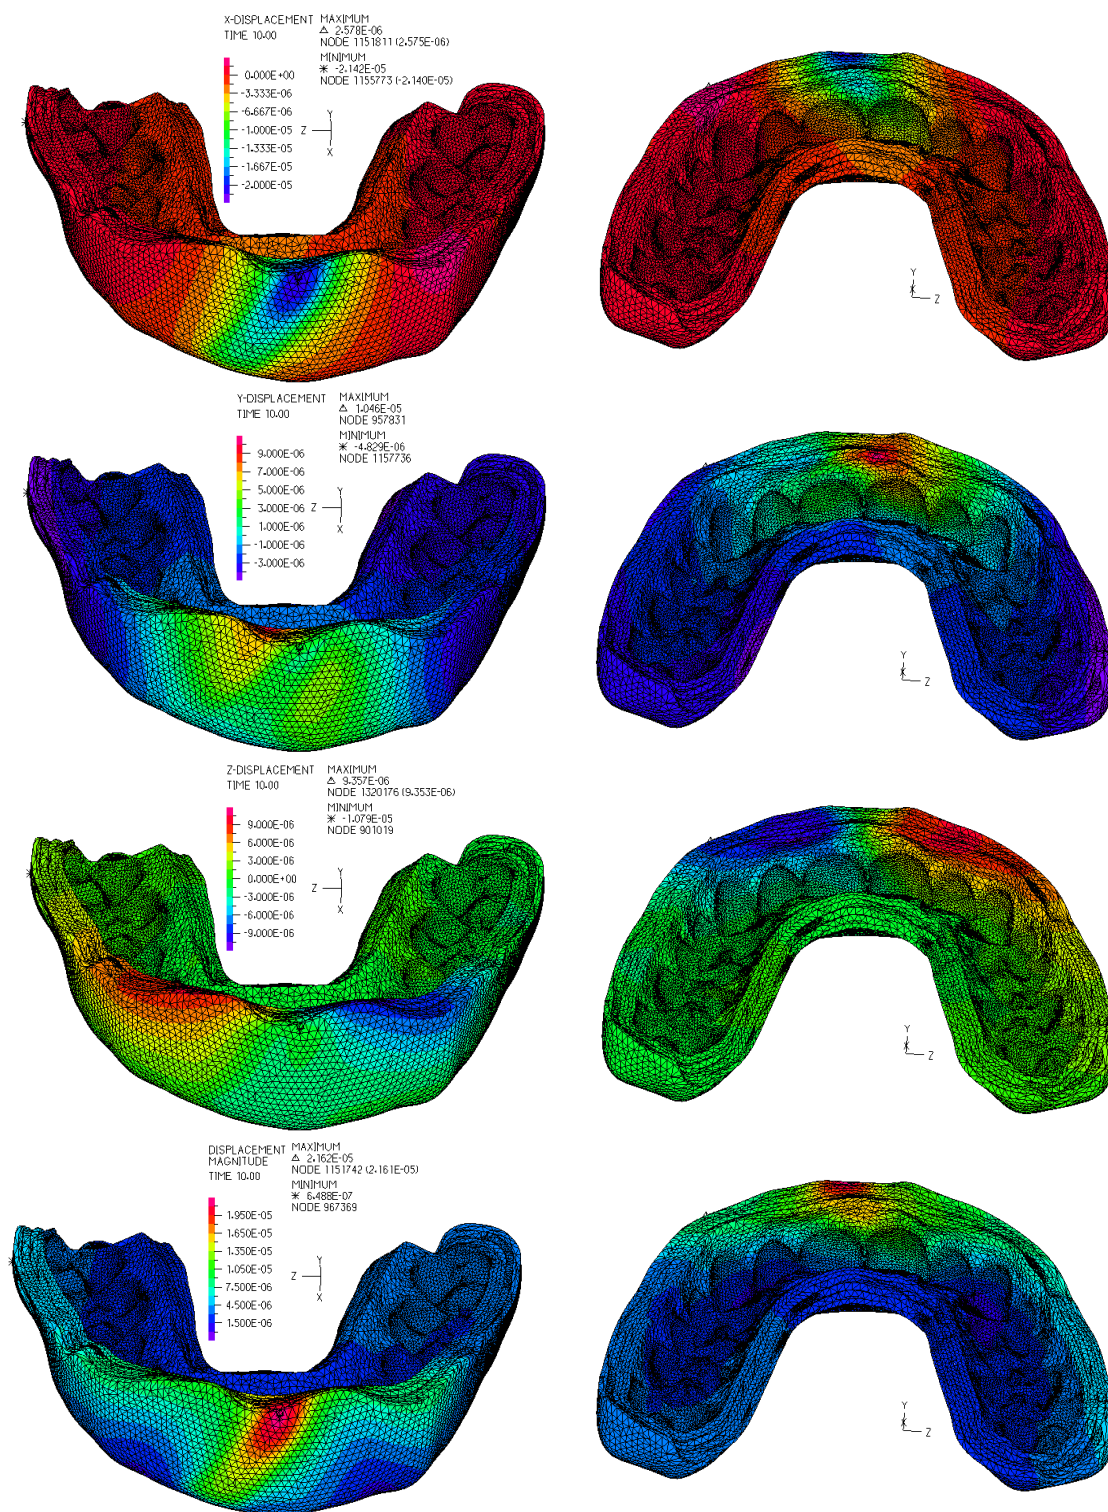 X-DISPLACEMENT
TIME 10.00
MAXIMUM
△ 2.578E-06
NODE 1151811 (2.575E-06)
MINIMUM
* -2.142E-05
NODE 1155773 (-2.140E-05)
0.000E+00
-3.333E-06
-6.667E-06
-1.000E-05
-1.333E-05
-1.667E-05
-2.000E-05
Y
Z
X
Y
X
Z
Y-DISPLACEMENT
TIME 10.00
MAXIMUM
△ 1.046E-05
NODE 957831
MINIMUM
* -4.829E-06
NODE 1157736
9.000E-06
7.000E-06
5.000E-06
3.000E-06
1.000E-06
-1.000E-06
-3.000E-06
Y
Z
X
Y
X
Z
Z-DISPLACEMENT
TIME 10.00
MAXIMUM
△ 9.357E-06
NODE 1320176 (9.353E-06)
MINIMUM
* -1.079E-05
NODE 901019
9.000E-06
6.000E-06
3.000E-06
0.000E+00
-3.000E-06
-6.000E-06
-9.000E-06
Y
Z
X
Y
X
Z
DISPLACEMENT
MAGNITUDE
TIME 10.00
MAXIMUM
△ 2.162E-05
NODE 1151742 (2.161E-05)
MINIMUM
* 6.488E-07
NODE 967369
1.950E-05
1.650E-05
1.350E-05
1.050E-05
7.500E-06
4.500E-06
1.500E-06
Y
Z
X
Y
X
Z